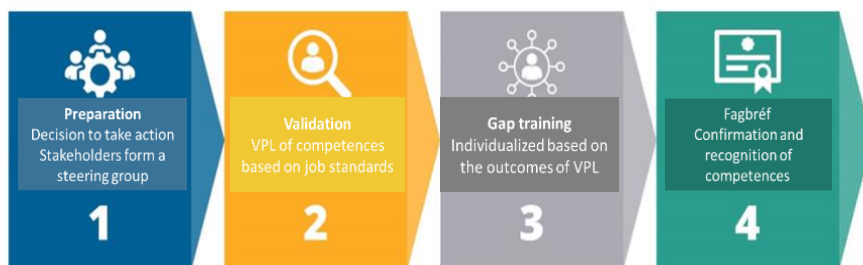 Preparation
Decision to take action
Stakeholders form a
steering group
1
Validation
VPL of competences
based on job standards
2
Gap training
Individualized based on
the outcomes of VPL
3
Fagbréf
Confirmation and
recognition of
competences
4